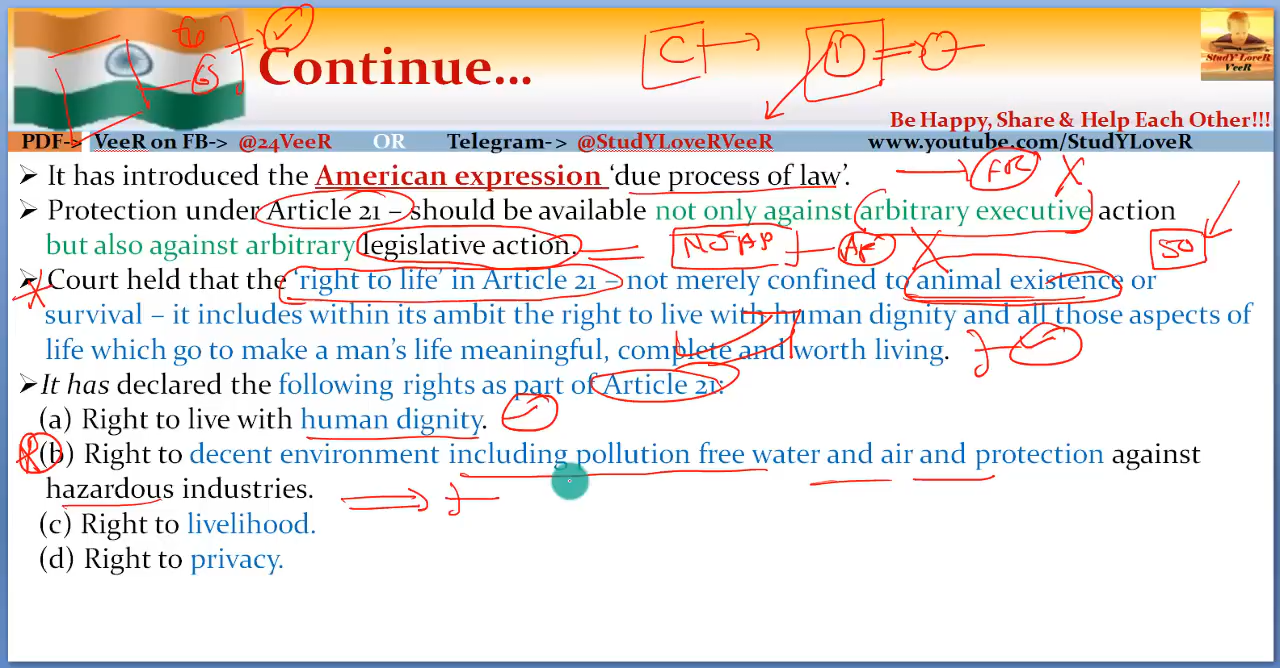 Continue...
StudY LoveR
VeeR
Be Happy, Share & Help Each Other!!!
PDF-> VeeR on FB-> @24VeeR OR Telegram-> @StudYLoveRVeeR www.youtube.com/StudYLoveR
➢ It has introduced the American expression 'due process of law'.
➢ Protection under Article 21 – should be available not only against arbitrary executive action
but also against arbitrary legislative action.
➢ Court held that the 'right to life' in Article 21 – not merely confined to animal existence or
survival – it includes within its ambit the right to live with human dignity and all those aspects of
life which go to make a man's life meaningful, complete and worth living.
➢ It has declared the following rights as part of Article 21:
(a) Right to live with human dignity.
(b) Right to decent environment including pollution free water and air and protection against
hazardous industries.
(c) Right to livelihood.
(d) Right to privacy.